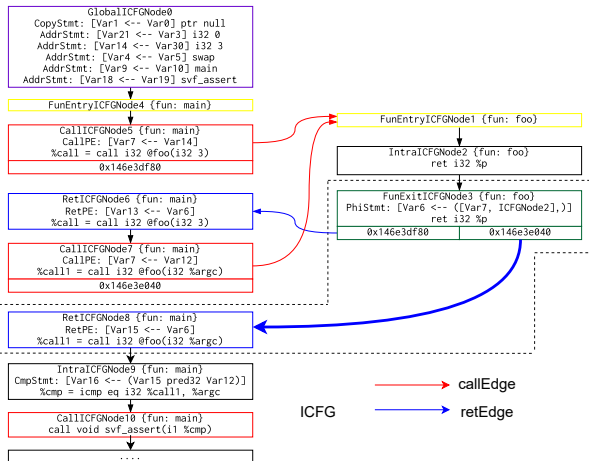 GlobalICFGNode0
CopyStmt: [Var1 <-- Var0] ptr null
AddrStmt: [Var21 <-- Var3] i32 0
AddrStmt: [Var14 <-- Var30] i32 3
AddrStmt: [Var4 <-- Var5] swap
AddrStmt: [Var9 <-- Var10] main
AddrStmt: [Var18 <-- Var19] svf_assert
FunEntryICFGNode4 {fun: main}
CallICFGNode5 {fun: main}
CallPE: [Var7 <-- Var14]
%call = call i32 @foo(i32 3)
0x146e3df80
RetICFGNode6 {fun: main}
RetPE: [Var13 <-- Var6]
%call = call i32 @foo(i32 3)
CallICFGNode7 {fun: main}
CallPE: [Var7 <-- Var12]
%call1 = call i32 @foo(i32 %argc)
0x146e3e040
RetICFGNode8 {fun: main}
RetPE: [Var15 <-- Var6]
%call1 = call i32 @foo(i32 %argc)
IntraICFGNode9 {fun: main}
CmpStmt: [Var16 <-- (Var15 pred32 Var12)]
%cmp = icmp eq i32 %call1, %argc
CallICFGNode10 {fun: main}
call void svf_assert(i1 %cmp)
....
FunEntryICFGNode1 {fun: foo}
IntraICFGNode2 {fun: foo}
ret i32 %p
FunExitICFGNode3 {fun: foo}
PhiStmt: [Var6 <-- ([Var7, ICFGNode2],)]
ret i32 %p
0x146e3df80 0x146e3e040
ICFG
callEdge
retEdge